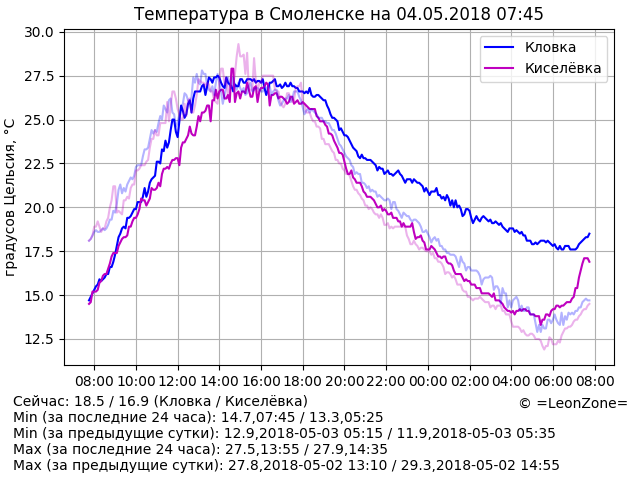 Температура в Смоленске на 04.05.2018 07:45
30.0
27.5
25.0
22.5
20.0
17.5
15.0
12.5
градусов Цельсия, °C
Кловка
Киселёвка
08:00 10:00 12:00 14:00 16:00 18:00 20:00 22:00 00:00 02:00 04:00 06:00 08:00
Сейчас: 18.5 / 16.9 (Кловка / Киселёвка)
© =LeonZone=
Min (за последние 24 часа): 14.7,07:45 / 13.3,05:25
Min (за предыдущие сутки): 12.9,2018-05-03 05:15 / 11.9,2018-05-03 05:35
Max (за последние 24 часа): 27.5,13:55 / 27.9,14:35
Max (за предыдущие сутки): 27.8,2018-05-02 13:10 / 29.3,2018-05-02 14:55